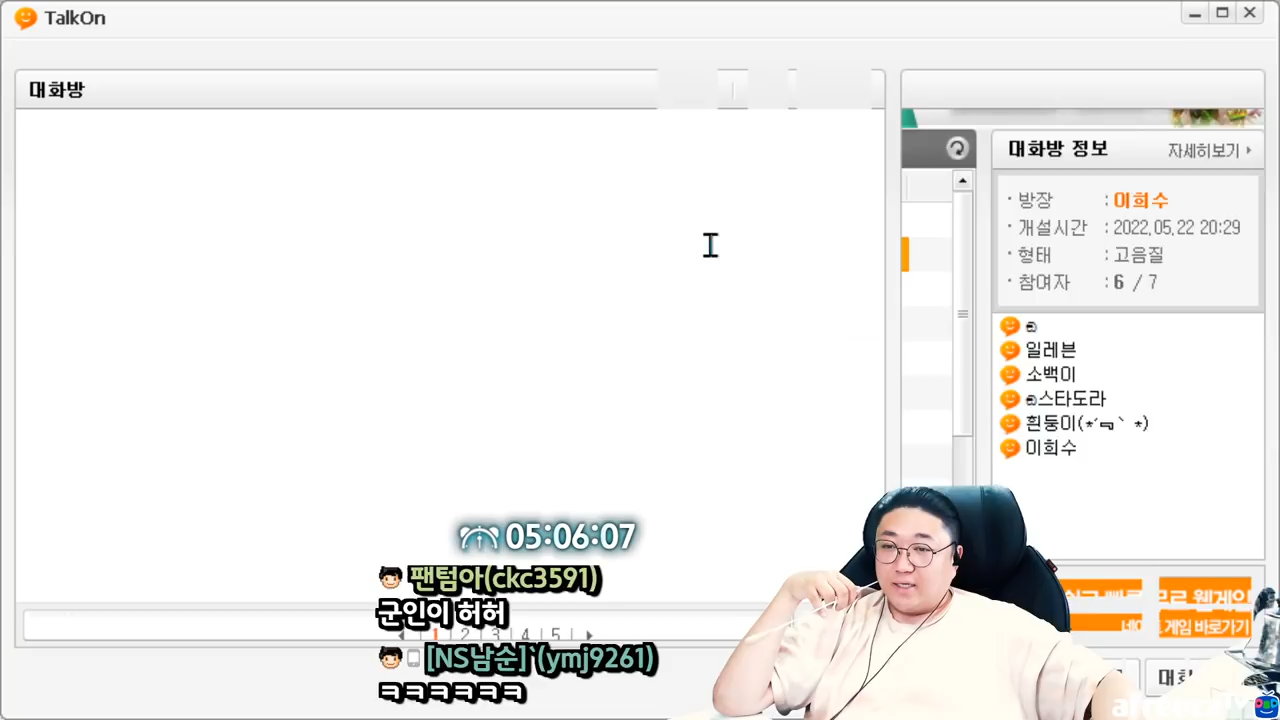 TalkOn
대화방
대화방 정보
자세히보기
· 방장 : 이희수
· 개설시간 : 2022.05.22 20:29
· 형태 : 고음질
· 참여자 : 6 / 7
일레븐
소백이
스타도라
흰둥이(*´ㅋ` *)
이희수
05:06:07
팬텀아(ckc3591)
군인이 허허
1 2 3 4 5
[NS남순]`(ymj9261)
ㅋㅋㅋㅋㅋㅋ
게임 바로가기